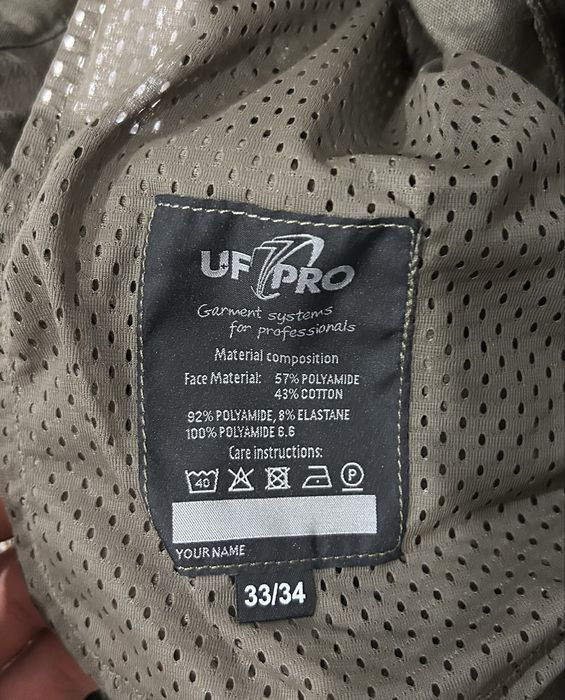 UF PRO
Garment systems
for professionals
Material composition
Face Material: 57% POLYAMIDE
43% COTTON
92% POLYAMIDE, 8% ELASTANE
100% POLYAMIDE 6.6
Care instructions:
40 P
YOUR NAME
33/34